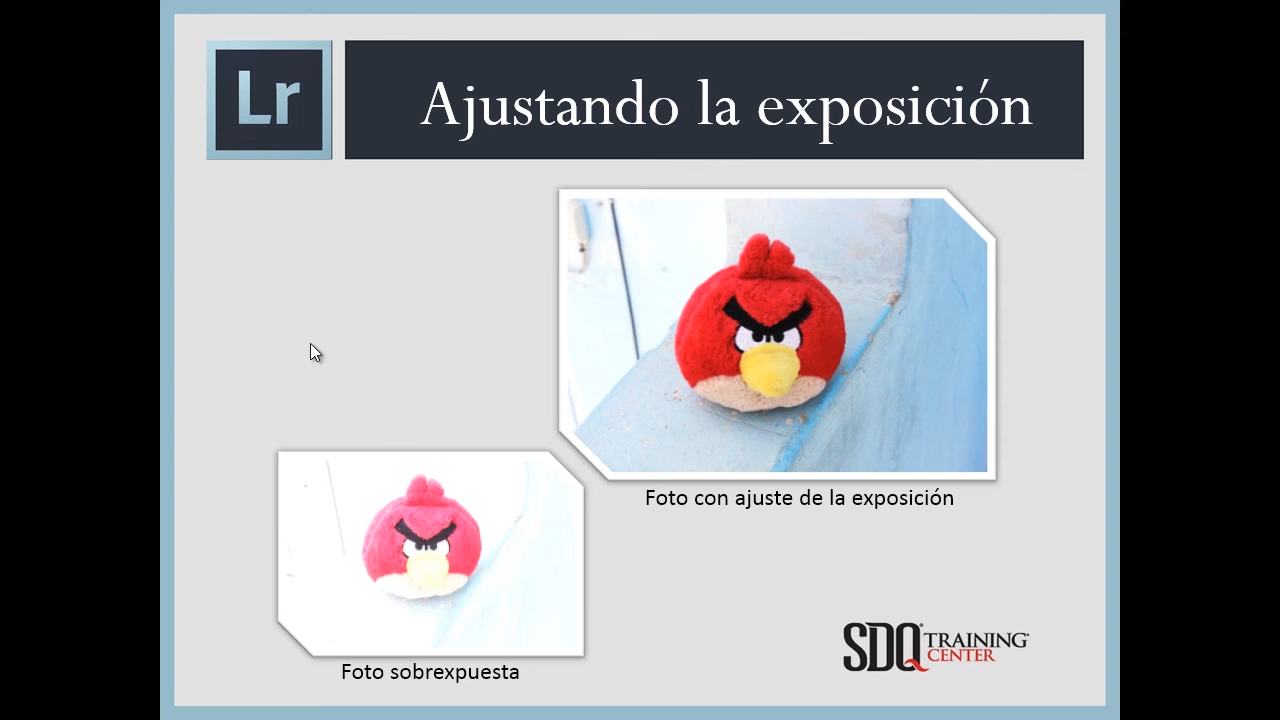 Lr
Ajustando la exposición
Foto con ajuste de la exposición
Foto sobrexpuesta
SDQ TRAINING
CENTER